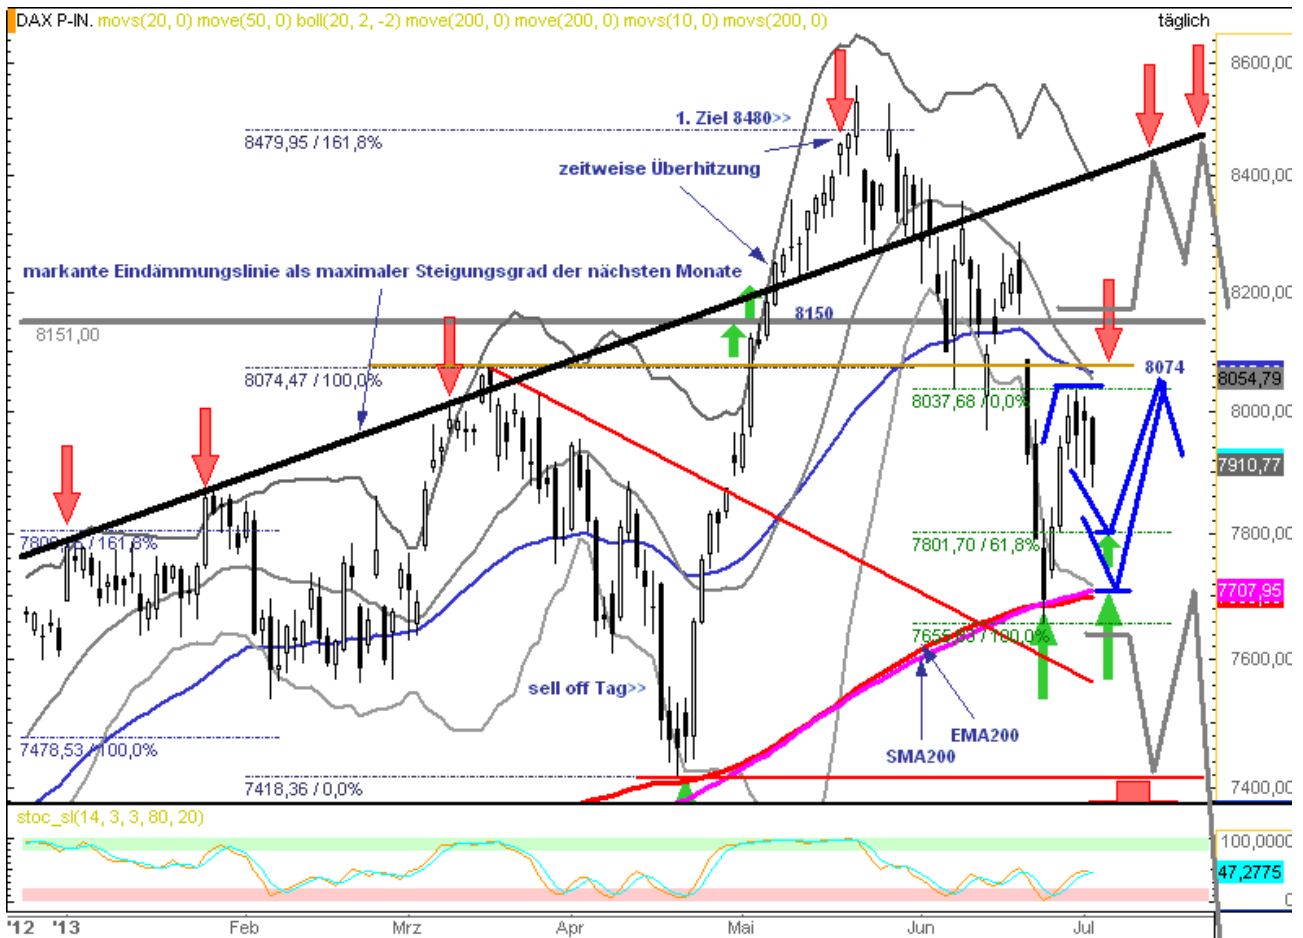 DAX P-IN. movs(20, 0) move(50, 0) boll(20, 2, -2) move(200, 0) move(200, 0) movs(10, 0) movs(200, 0)
täglich
8600,00
1. Ziel 8480>>
8479,95 / 161,8%
zeitweise Überhitzung
8400,00
markante Eindämmungslinie als maximaler Steigungsgrad der nächsten Monate
8200,00
8150
8151,00
8074
8074,47 / 100,0%
8054,79
8037,68 / 0,0%
8000,00
7910,77
/ 161,8%
7801,70 / 61,8%
7800,00
7707,95
/ 100,0%
7600,00
sell off Tag>>
EMA200
7478,53 / 100,0%
SMA200
7418,36 / 0,0%
7400,00
stoc_sl(14, 3, 3, 80, 20)
100,0000
47,2775
0
'12 '13 Feb Mrz Apr Mai Jun Jul